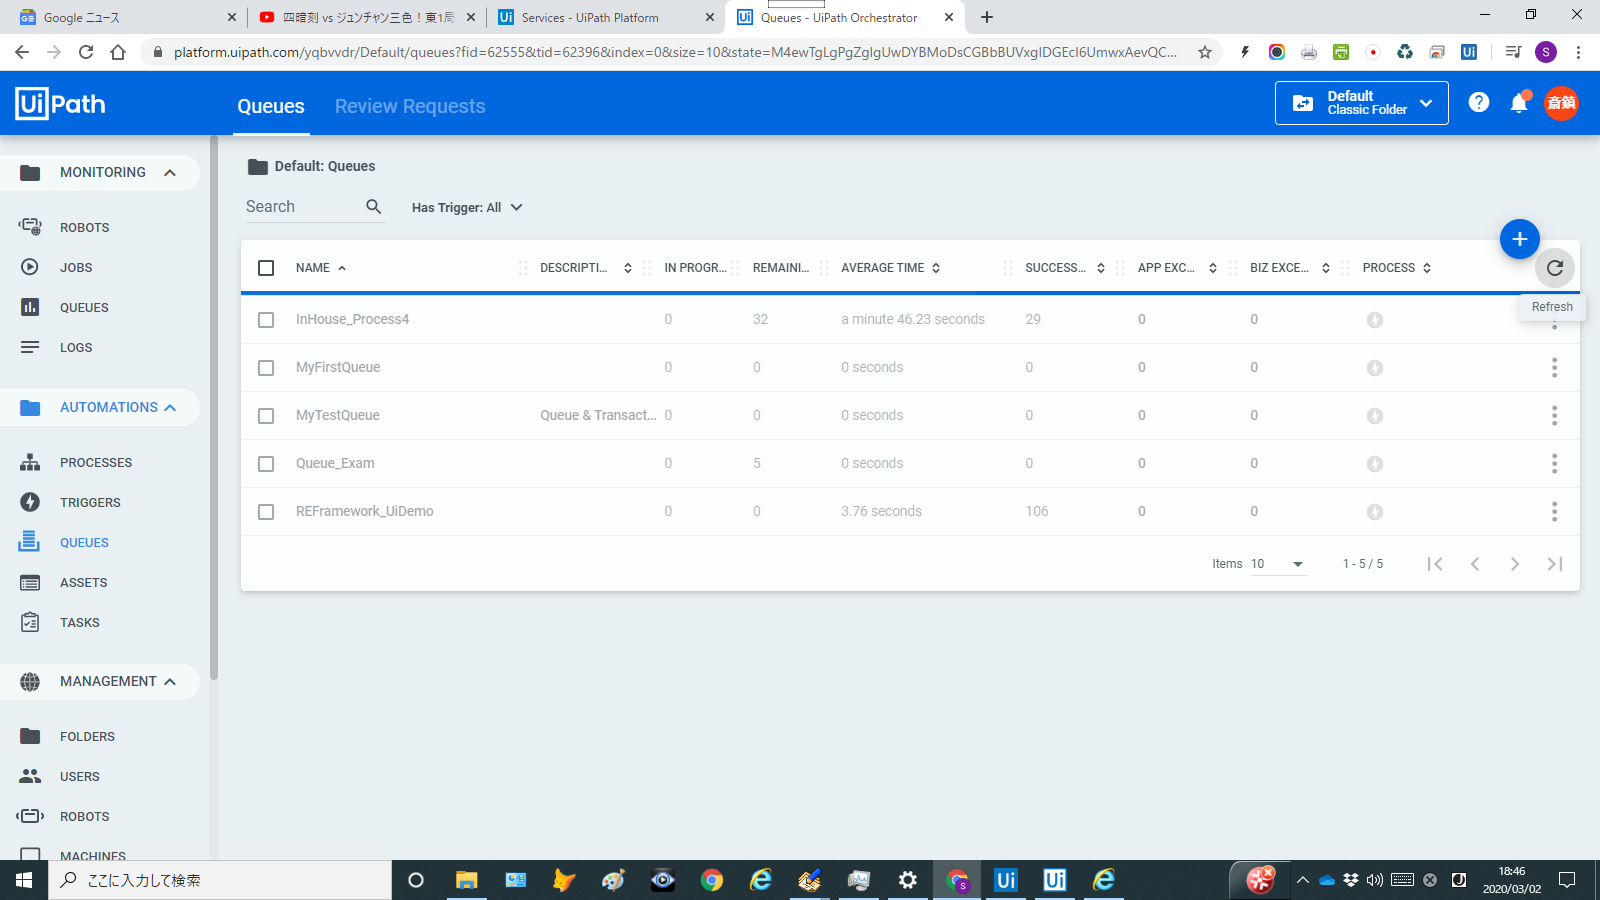 Google ニュース
四暗刻 vs ジュンチャン三色！東1局
Services - UiPath Platform
Queues - UiPath Orchestrator
platform.uipath.com/yqbvvdr/Default/queues?fid=62555&tid=62396&index=0&size=10&state=M4ewTgLgPgZglgUwDYBMoDsCGBbBUVxgIDGEcI6UmwxAevQC...
S
UiPath
Queues
Review Requests
Default
Classic Folder
斎鎮
MONITORING
ROBOTS
JOBS
QUEUES
LOGS
AUTOMATIONS
PROCESSES
TRIGGERS
QUEUES
ASSETS
TASKS
MANAGEMENT
FOLDERS
USERS
ROBOTS
MACHINES
Default: Queues
Search
Has Trigger: All
NAME DESCRIPTI... IN PROGR... REMAINI... AVERAGE TIME SUCCESS... APP EXC... BIZ EXCE... PROCESS
Refresh
InHouse_Process4 0 32 a minute 46.23 seconds 29 0 0
MyFirstQueue 0 0 0 seconds 0 0 0
MyTestQueue Queue & Transact... 0 0 0 seconds 0 0 0
Queue_Exam 0 5 0 seconds 0 0 0
REFramework_UiDemo 0 0 3.76 seconds 106 0 0
Items 10 1 - 5 / 5
ここに入力して検索
18:46
2020/03/02